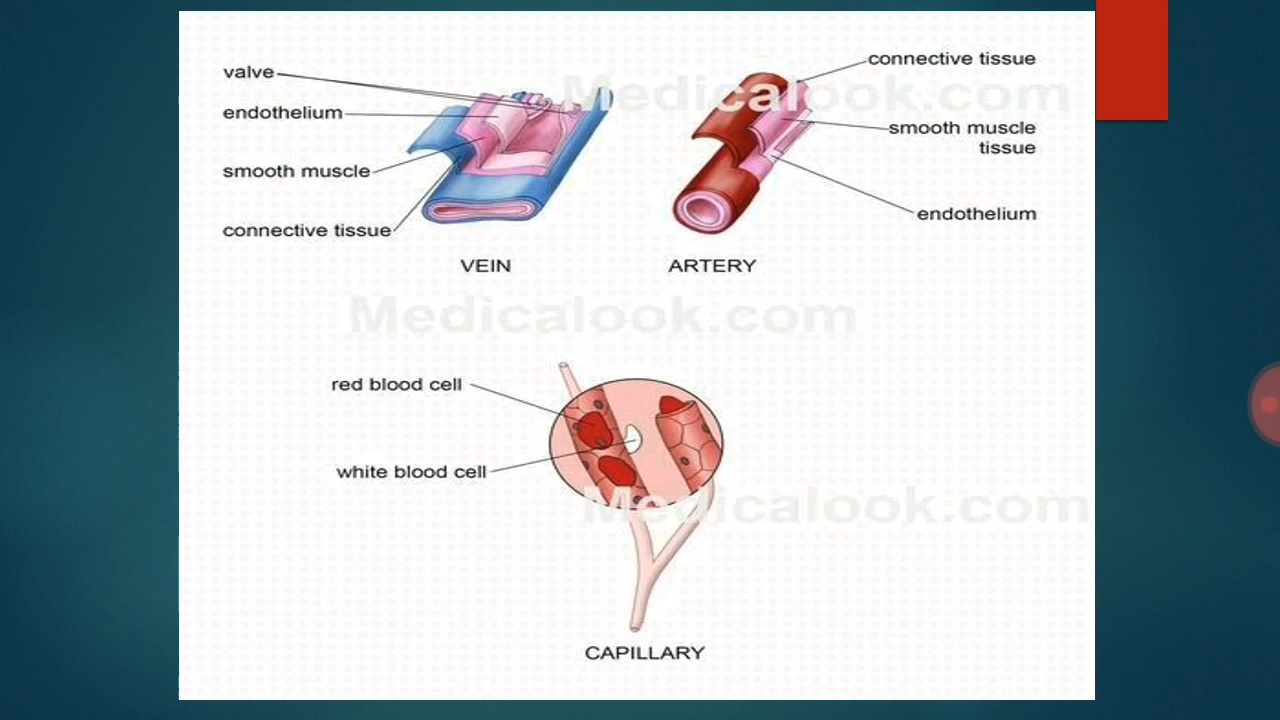 valve
endothelium
smooth muscle
connective tissue
VEIN
connective tissue
smooth muscle
tissue
endothelium
ARTERY
Medicalook.com
Medicalook.com
red blood cell
white blood cell
Medicalook.com
CAPILLARY